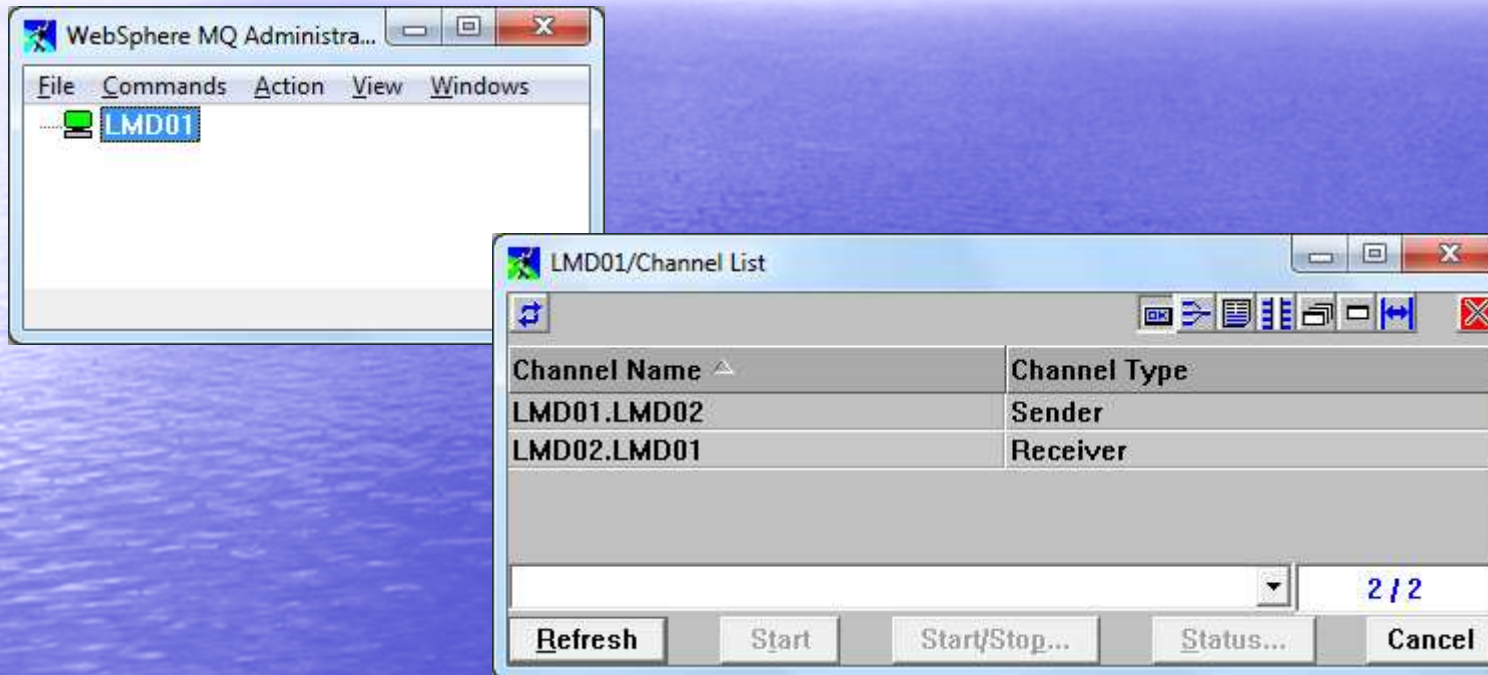 WebSphere MQ Administra...
File Commands Action View Windows
LMD01
LMD01/Channel List
OK
Channel Name Channel Type
LMD01.LMD02 Sender
LMD02.LMD01 Receiver
2 / 2
Refresh Start Start/Stop... Status... Cancel